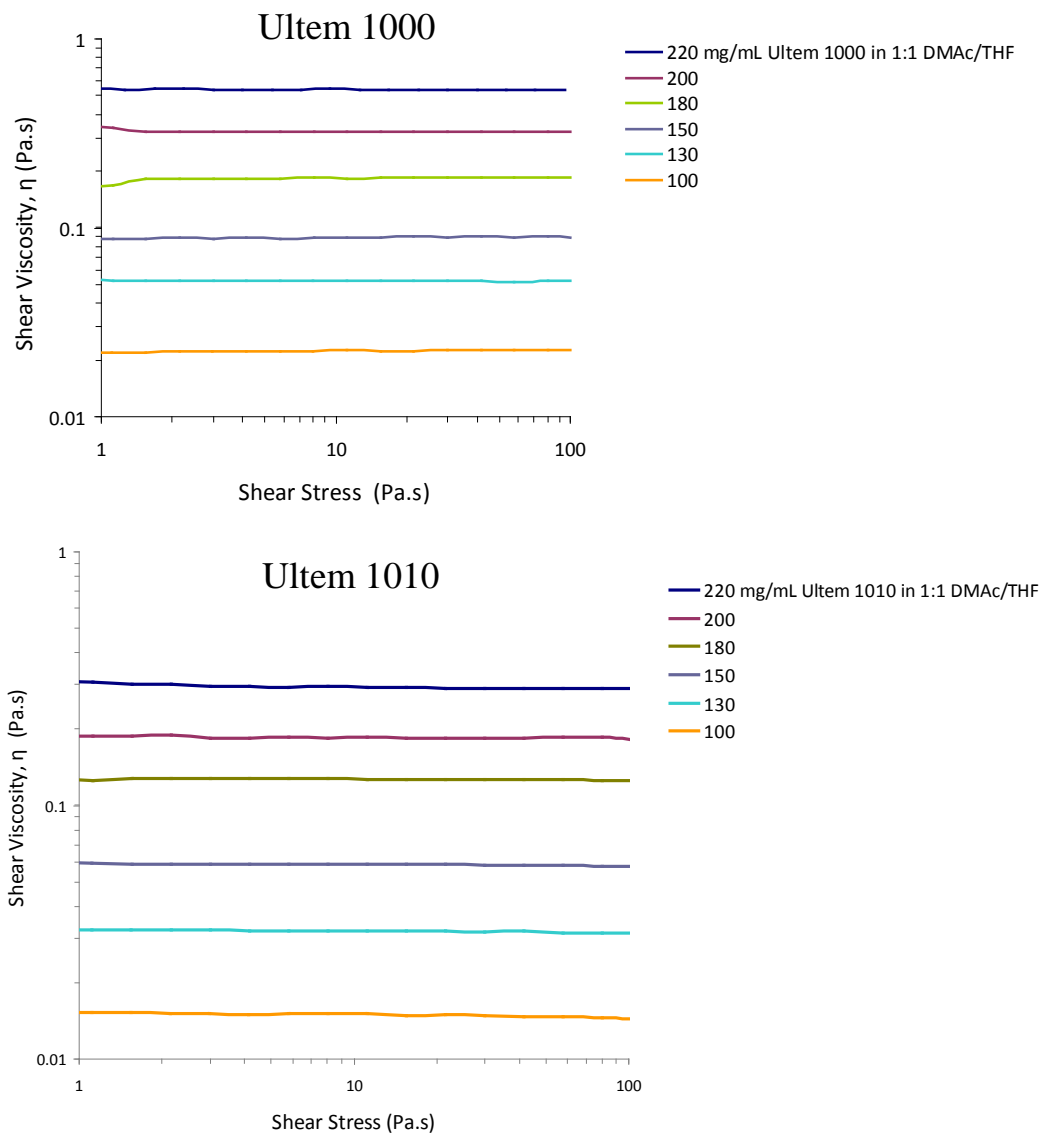 Ultem 1000
1
0.1
0.01
Shear Viscosity, η (Pa.s)
1
10
100
Shear Stress (Pa.s)
220 mg/mL Ultem 1000 in 1:1 DMAc/THF
200
180
150
130
100
Ultem 1010
1
0.1
0.01
Shear Viscosity, η (Pa.s)
1
10
100
Shear Stress (Pa.s)
220 mg/mL Ultem 1010 in 1:1 DMAc/THF
200
180
150
130
100